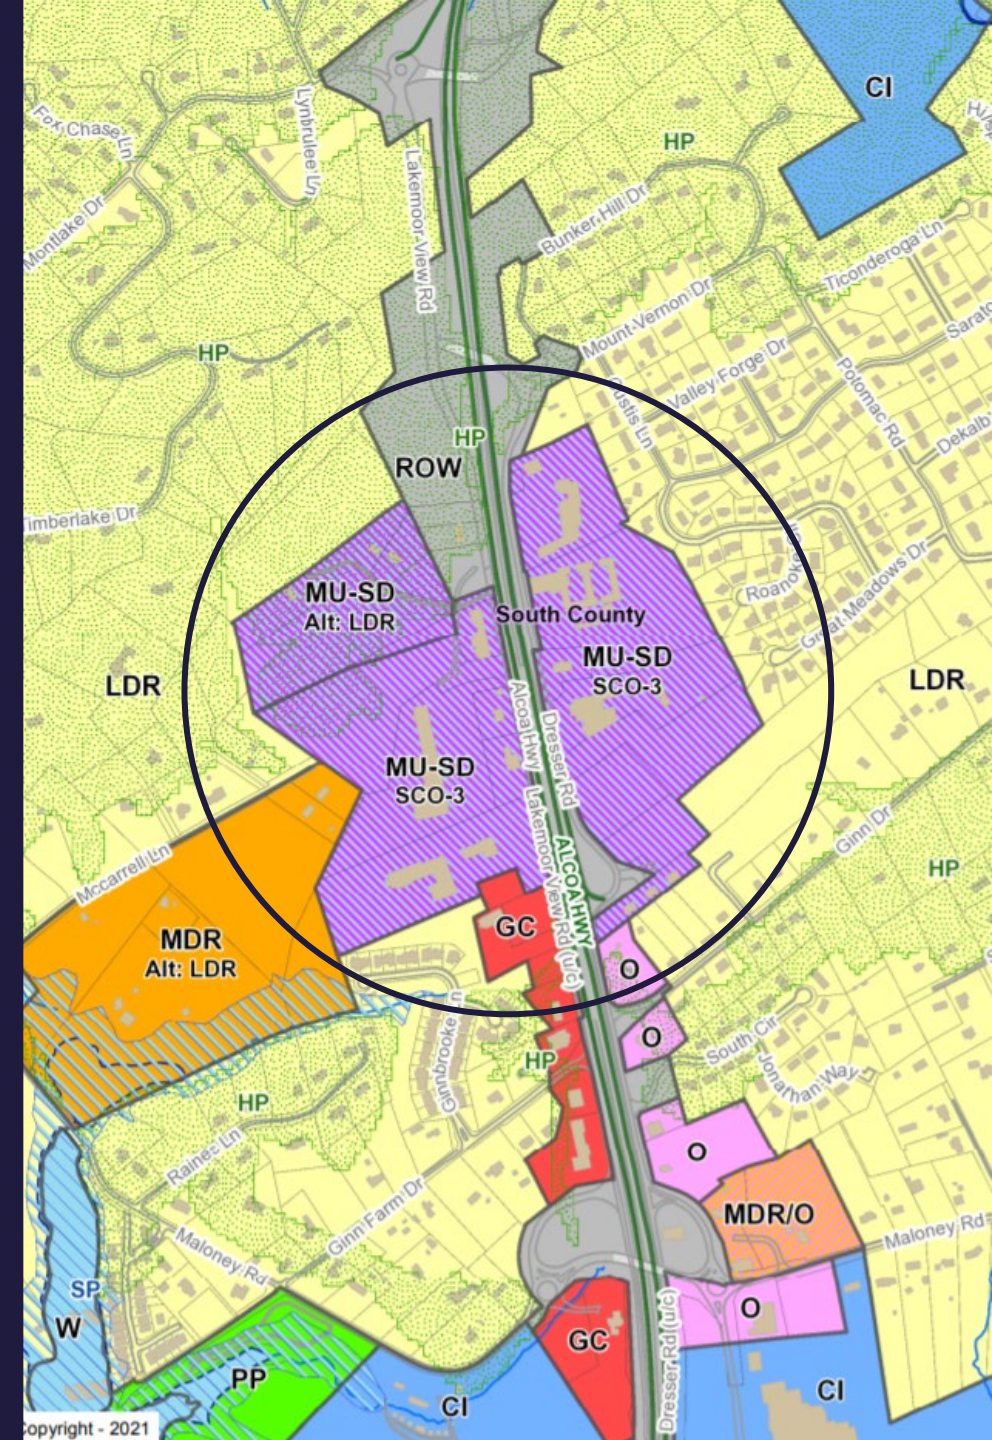 CI
Fox Chase Ln
Lynbrulee Ln
HP
Lakemoor View Rd
Montlake Dr
Bunker Hill Dr
Ticonderoga Ln
Mount Vernon Dr
HP
Valley Forge Dr
Potomac Rd
Dekalb
HP
ROW
Timberlake Dr
MU-SD
Alt: LDR
South County
Roanoke
Great Meadows Dr
MU-SD
SCO-3
LDR
LDR
Alcoa Hwy
Dresser Rd
MU-SD
SCO-3
Lakemoor View Rd (u/c)
ALCOA HWY
Ginn Dr
Mccarrell Ln
HP
GC
MDR
Alt: LDR
O
Ginnbrooke Ln
O
South Cir
HP
Jonathan Way
HP
Raines Ln
O
Ginn Farm Dr
MDR/O
Maloney Rd
Maloney Rd
SP
W
O
GC
Dresser Rd (u/c)
PP
CI
CI
Copyright - 2021